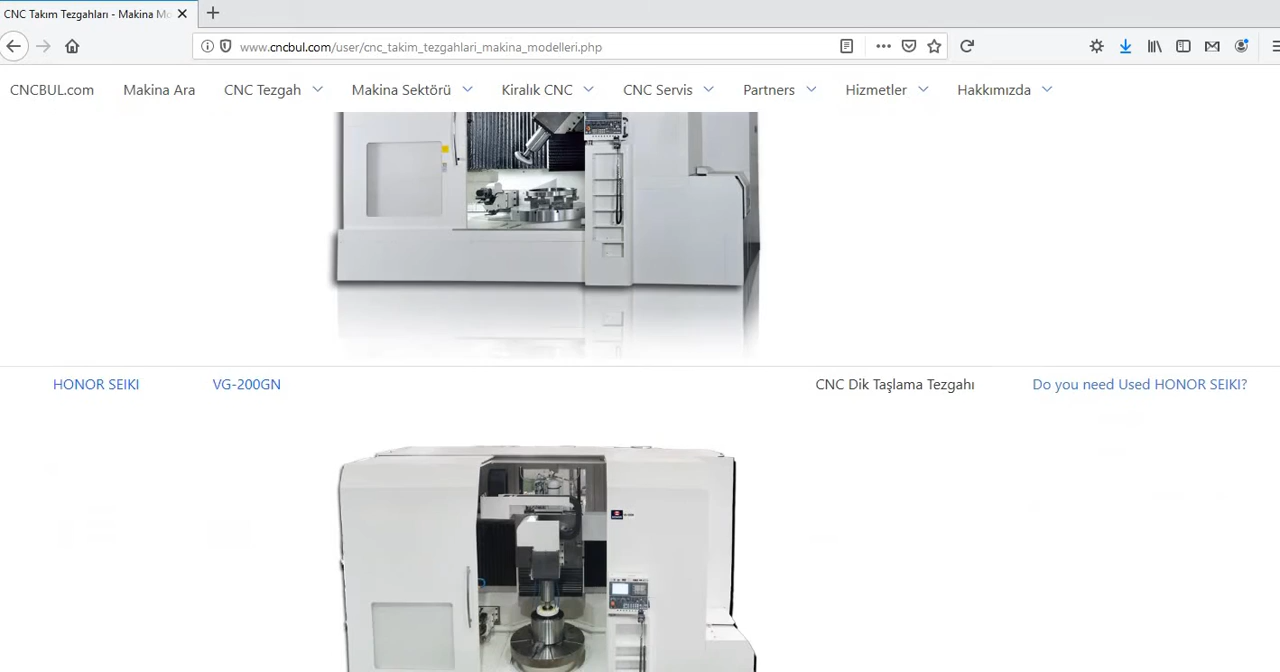 CNC Takım Tezgahları - Makina Mo
www.cncbul.com/user/cnc_takim_tezgahlari_makina_modelleri.php
CNCBUL.com Makina Ara CNC Tezgah Makina Sektörü Kiralık CNC CNC Servis Partners Hizmetler Hakkımızda
HONOR SEIKI VG-200GN CNC Dik Taşlama Tezgahı Do you need Used HONOR SEIKI?